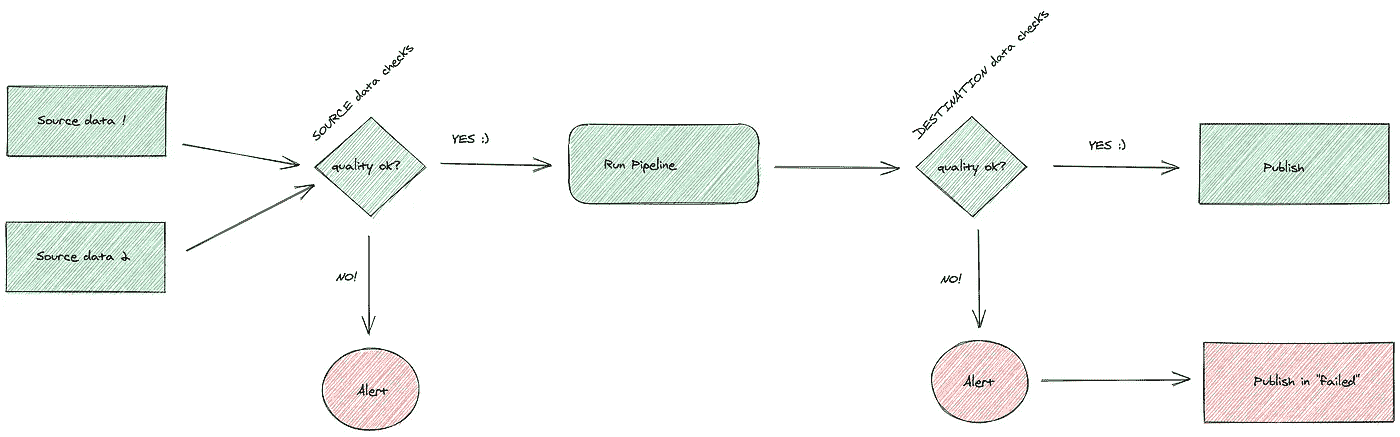 Source data 1
Source data 2
SOURCE data checks
quality ok?
YES :)
NO!
Alert
Run Pipeline
DESTINATION data checks
quality ok?
YES :)
NO!
Alert
Publish
Publish in "failed"